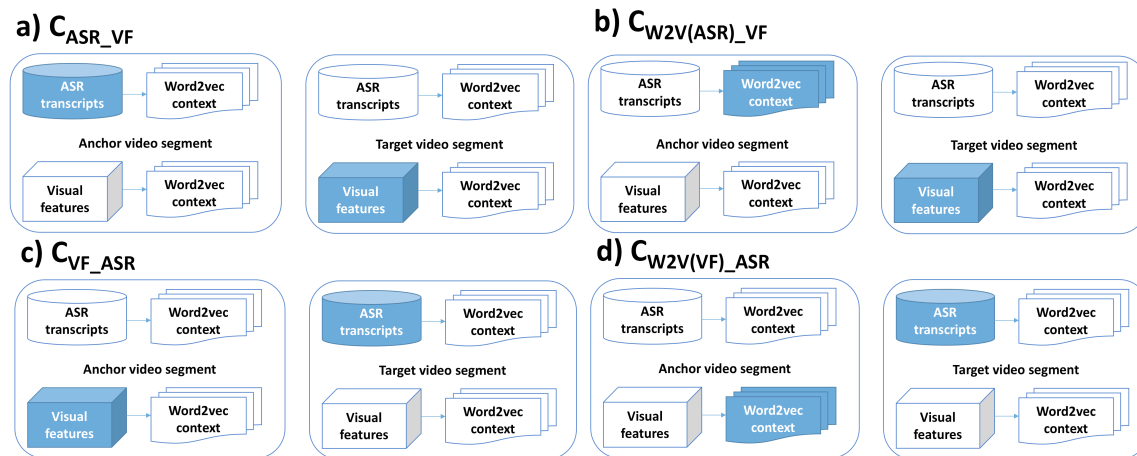 a) C_ASR_VF
ASR
transcripts
Word2vec
context
Anchor video segment
Visual
features
Word2vec
context
ASR
transcripts
Word2vec
context
Target video segment
Visual
features
Word2vec
context
b) C_W2V(ASR)_VF
ASR
transcripts
Word2vec
context
Anchor video segment
Visual
features
Word2vec
context
ASR
transcripts
Word2vec
context
Target video segment
Visual
features
Word2vec
context
c) C_VF_ASR
ASR
transcripts
Word2vec
context
Anchor video segment
Visual
features
Word2vec
context
ASR
transcripts
Word2vec
context
Target video segment
Visual
features
Word2vec
context
d) C_W2V(VF)_ASR
ASR
transcripts
Word2vec
context
Anchor video segment
Visual
features
Word2vec
context
ASR
transcripts
Word2vec
context
Target video segment
Visual
features
Word2vec
context